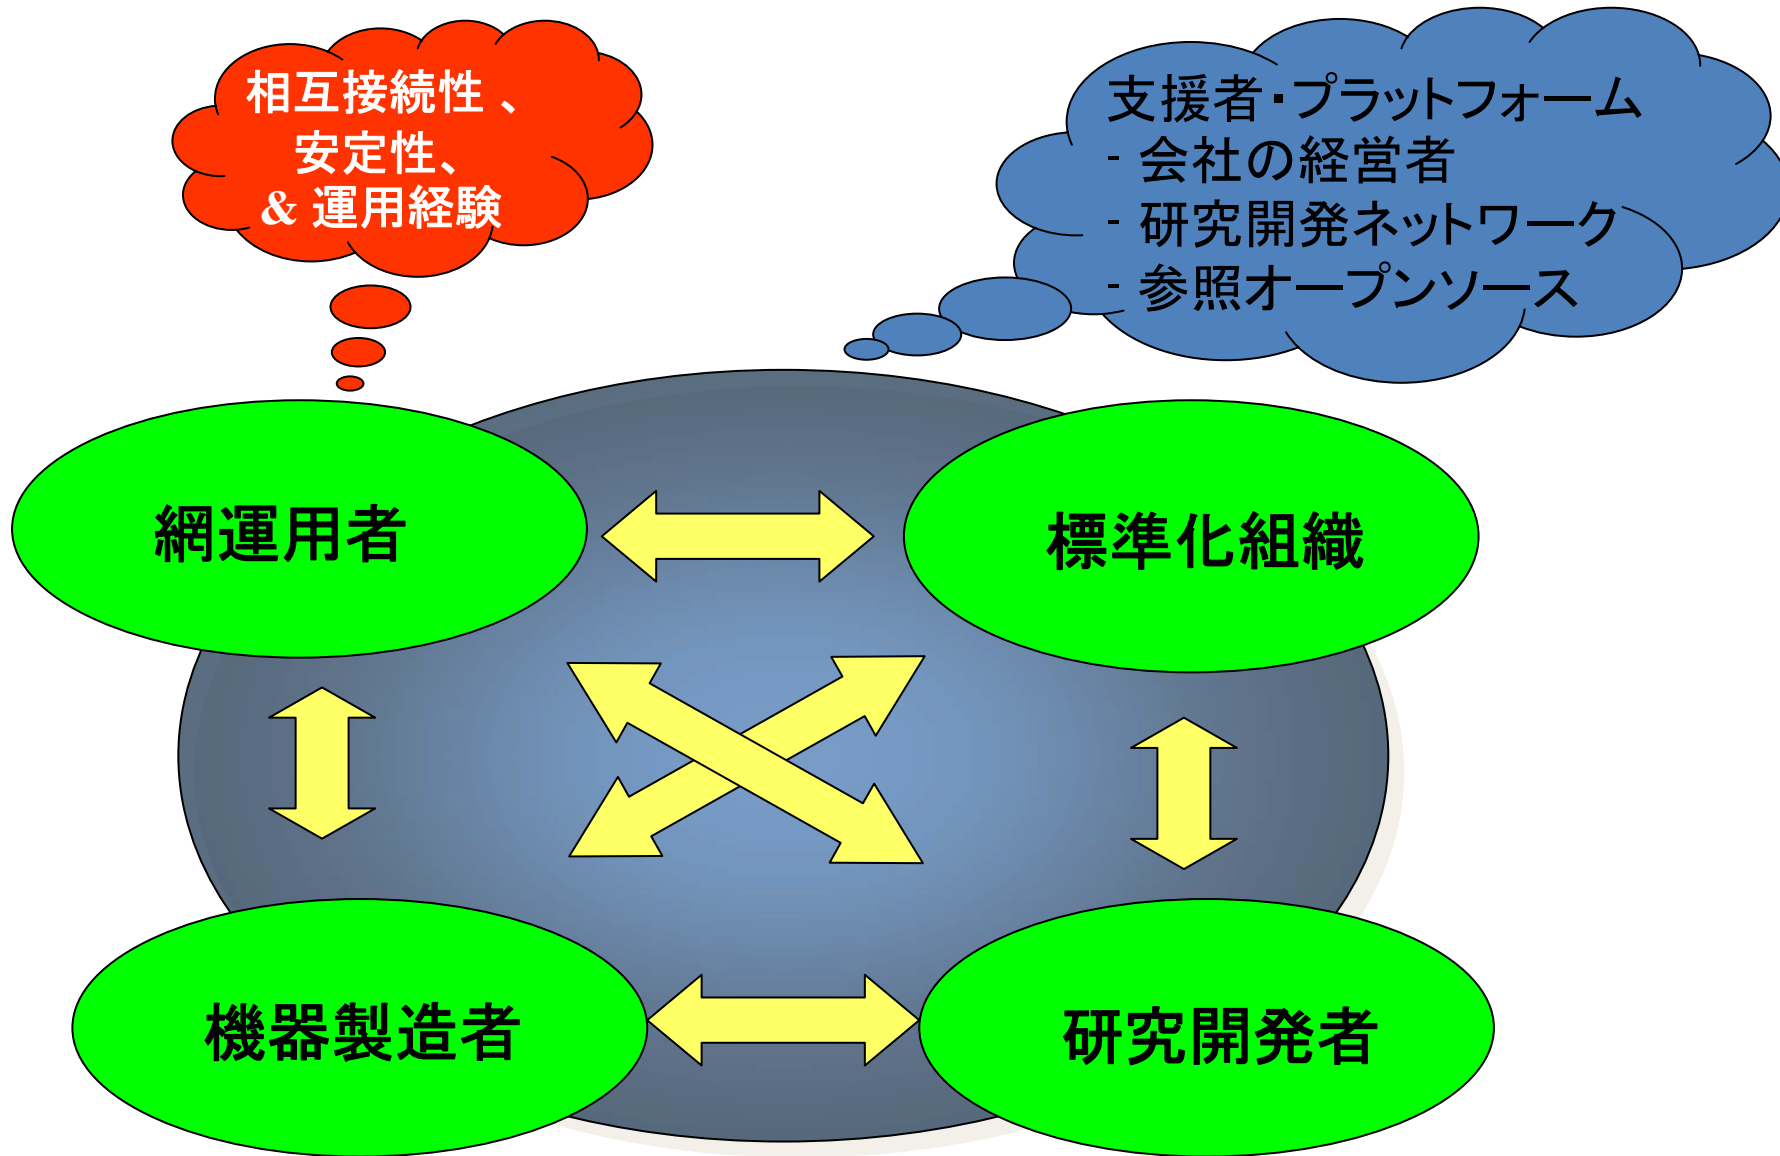 相互接続性 、
安定性、
& 運用経験
支援者・プラットフォーム
- 会社の経営者
- 研究開発ネットワーク
- 参照オープンソース
網運用者
標準化組織
機器製造者
研究開発者